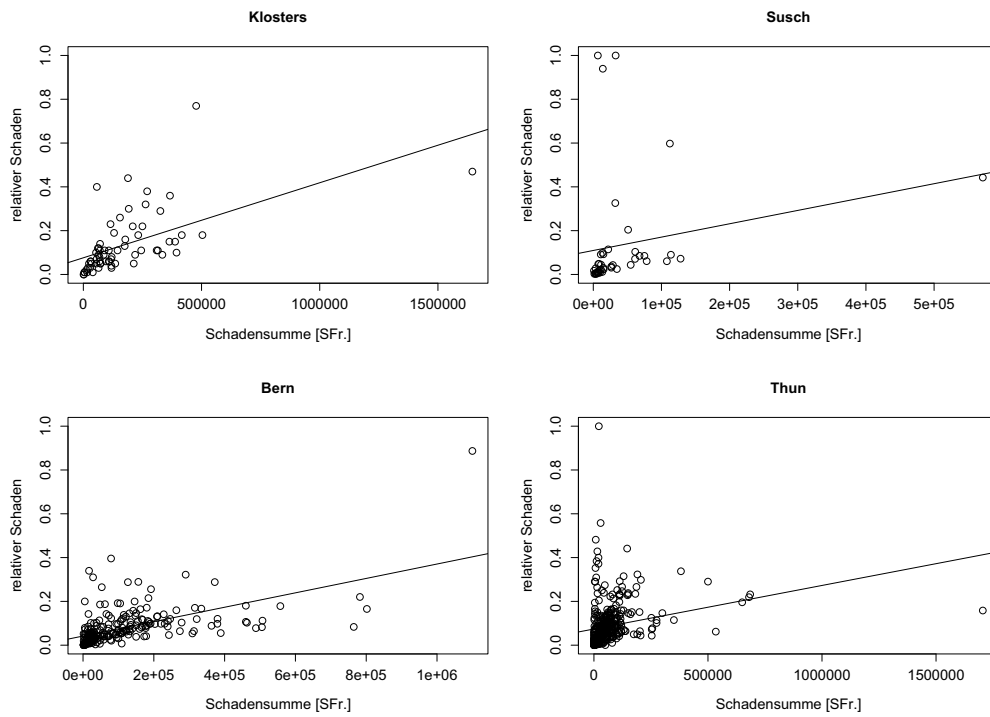 Klosters
relativer Schaden
0.0 0.2 0.4 0.6 0.8 1.0
0 500000 1000000 1500000
Schadensumme [SFr.]
Susch
relativer Schaden
0.0 0.2 0.4 0.6 0.8 1.0
0e+00 1e+05 2e+05 3e+05 4e+05 5e+05
Schadensumme [SFr.]
Bern
relativer Schaden
0.0 0.2 0.4 0.6 0.8 1.0
0e+00 2e+05 4e+05 6e+05 8e+05 1e+06
Schadensumme [SFr.]
Thun
relativer Schaden
0.0 0.2 0.4 0.6 0.8 1.0
0 500000 1000000 1500000
Schadensumme [SFr.]